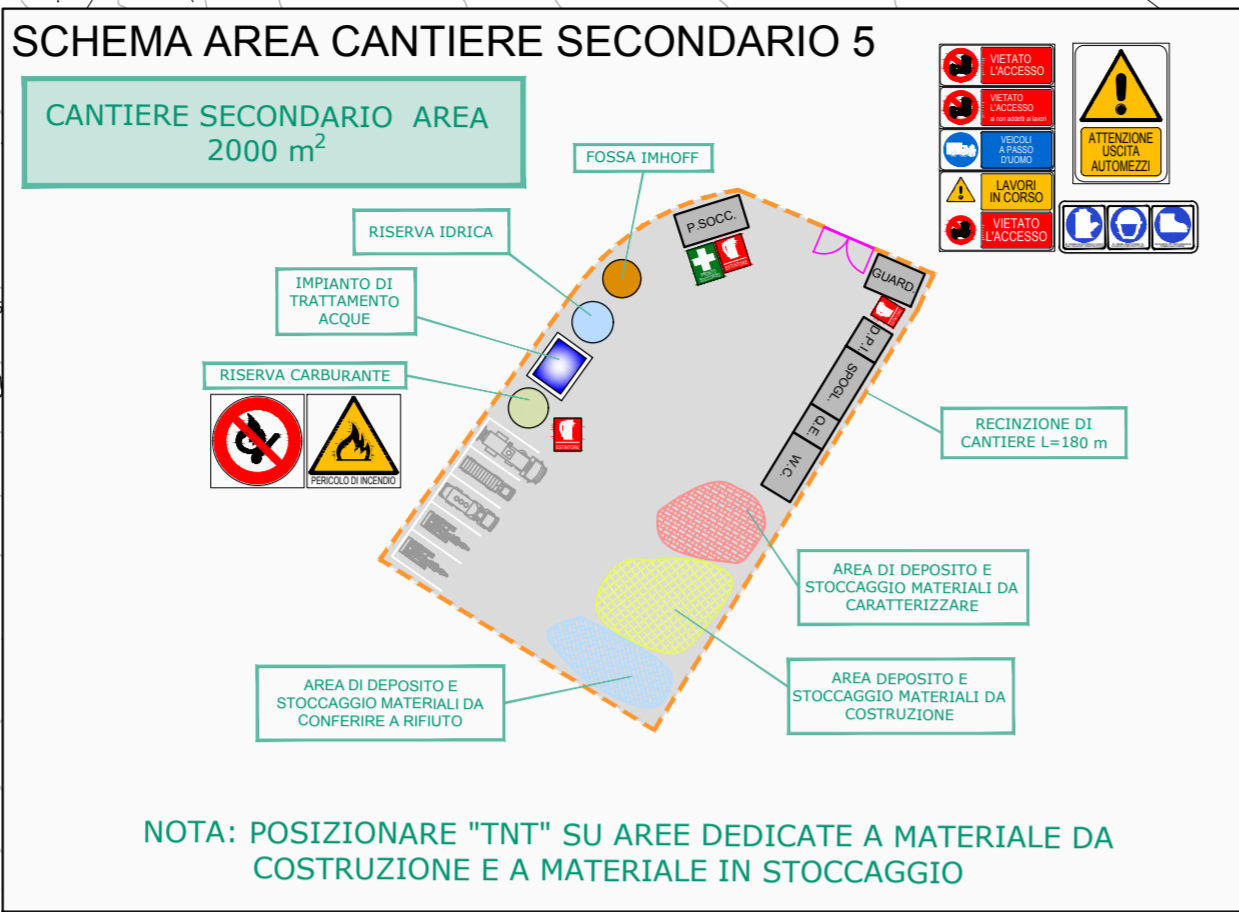 SCHEMA AREA CANTIERE SECONDARIO 5
CANTIERE SECONDARIO AREA
2000 m²
VIETATO
L'ACCESSO
VIETATO
L'ACCESSO
ai non addetti ai lavori
VEICOLI
A PASSO
D'UOMO
LAVORI
IN CORSO
VIETATO
L'ACCESSO
ATTENZIONE
USCITA
AUTOMEZZI
FOSSA IMHOFF
RISERVA IDRICA
IMPIANTO DI
TRATTAMENTO
ACQUE
RISERVA CARBURANTE
PERICOLO DI INCENDIO
P.SOCC.
GUARD.
D.P.I.
SPOGL.
Q.E.
W.C.
RECINZIONE DI
CANTIERE L=180 m
AREA DI DEPOSITO E
STOCCAGGIO MATERIALI DA
CARATTERIZZARE
AREA DI DEPOSITO E
STOCCAGGIO MATERIALI DA
CONFERIRE A RIFIUTO
AREA DEPOSITO E
STOCCAGGIO MATERIALI DA
COSTRUZIONE
NOTA: POSIZIONARE "TNT" SU AREE DEDICATE A MATERIALE DA
COSTRUZIONE E A MATERIALE IN STOCCAGGIO